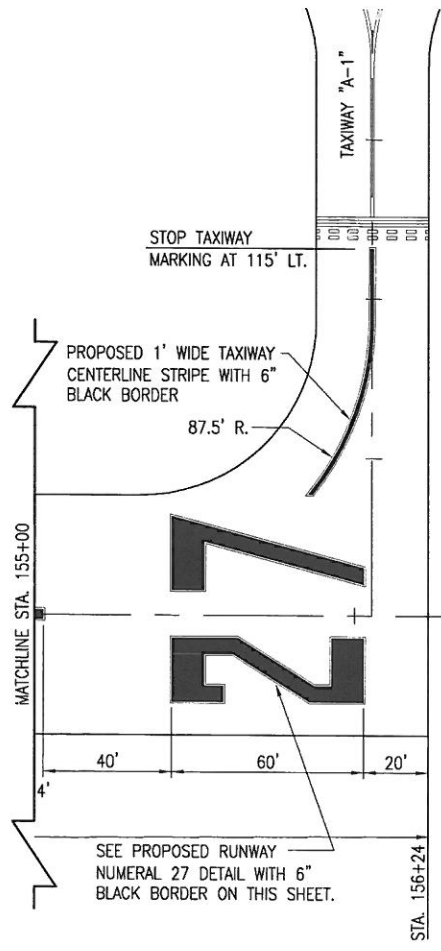 TAXIWAY "A-1"
STOP TAXIWAY
MARKING AT 115' LT.
PROPOSED 1' WIDE TAXIWAY
CENTERLINE STRIPE WITH 6"
BLACK BORDER
87.5' R.
MATCHLINE STA. 155+00
27
40'
60'
20'
4'
SEE PROPOSED RUNWAY
NUMERAL 27 DETAIL WITH 6"
BLACK BORDER ON THIS SHEET.
STA. 156+24